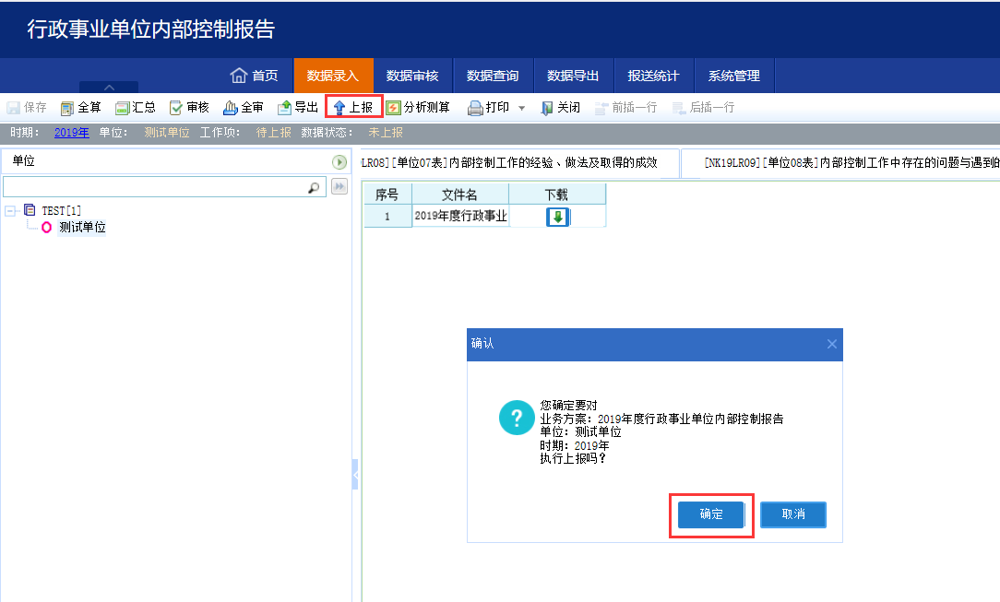 行政事业单位内部控制报告
首页 数据录入 数据审核 数据查询 数据导出 报送统计 系统管理
保存 全算 汇总 审核 全审 导出 上报 分析测算 打印 关闭 前插一行 后插一行
时期: 2019年 单位: 测试单位 工作项: 待上报 数据状态: 未上报
单位
LR08][单位07表]内部控制工作的经验、做法及取得的成效 [NK19LR09][单位08表]内部控制工作中存在的问题与遇到的
序号 文件名 下载
1 2019年度行政事业
TEST[1]
测试单位
确认
?
您确定要对
业务方案: 2019年度行政事业单位内部控制报告
单位: 测试单位
时期: 2019年
执行上报吗?
确定 取消